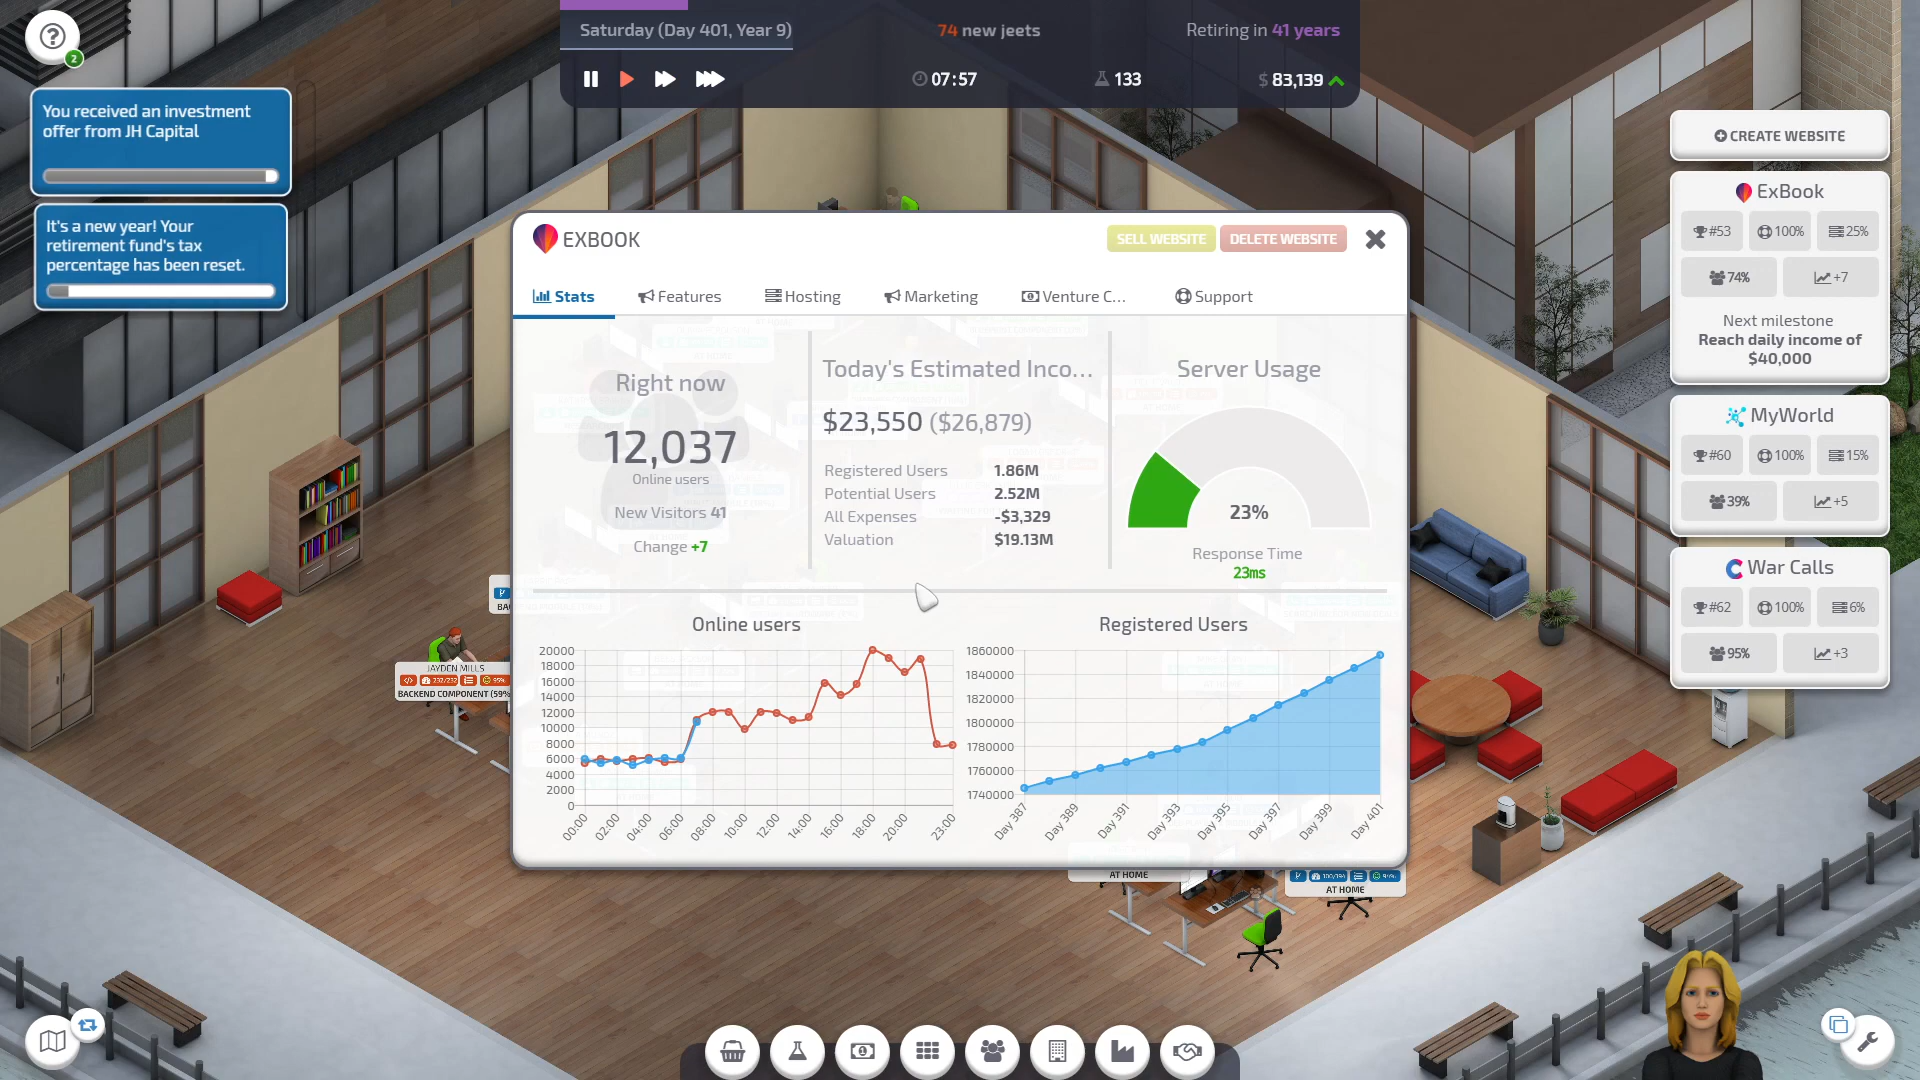 Saturday (Day 401, Year 9)
74 new jeets
Retiring in 41 years
07:57
133
$ 83,139
2
You received an investment
offer from JH Capital
It's a new year! Your
retirement fund's tax
percentage has been reset.
CREATE WEBSITE
ExBook
#53
100%
25%
74%
+7
Next milestone
Reach daily income of
$40,000
MyWorld
#60
100%
15%
39%
+5
War Calls
#62
100%
6%
95%
+3
EXBOOK
SELL WEBSITE
DELETE WEBSITE
Stats
Features
Hosting
Marketing
Venture C...
Support
Right now
12,037
Online users
New Visitors 41
Change +7
Today's Estimated Inco...
$23,550 ($26,879)
Registered Users 1.86M
Potential Users 2.52M
All Expenses -$3,329
Valuation $19.13M
Server Usage
23%
Response Time
23ms
Online users
20000
18000
16000
14000
12000
10000
8000
6000
4000
2000
0
00:00
02:00
04:00
06:00
08:00
10:00
12:00
14:00
16:00
18:00
20:00
23:00
Registered Users
1860000
1840000
1820000
1800000
1780000
1760000
1740000
Day 387
Day 389
Day 391
Day 393
Day 395
Day 397
Day 399
Day 401
JAYDEN MILLS
232/232
95%
BACKEND COMPONENT (59%
AT HOME
AT HOME